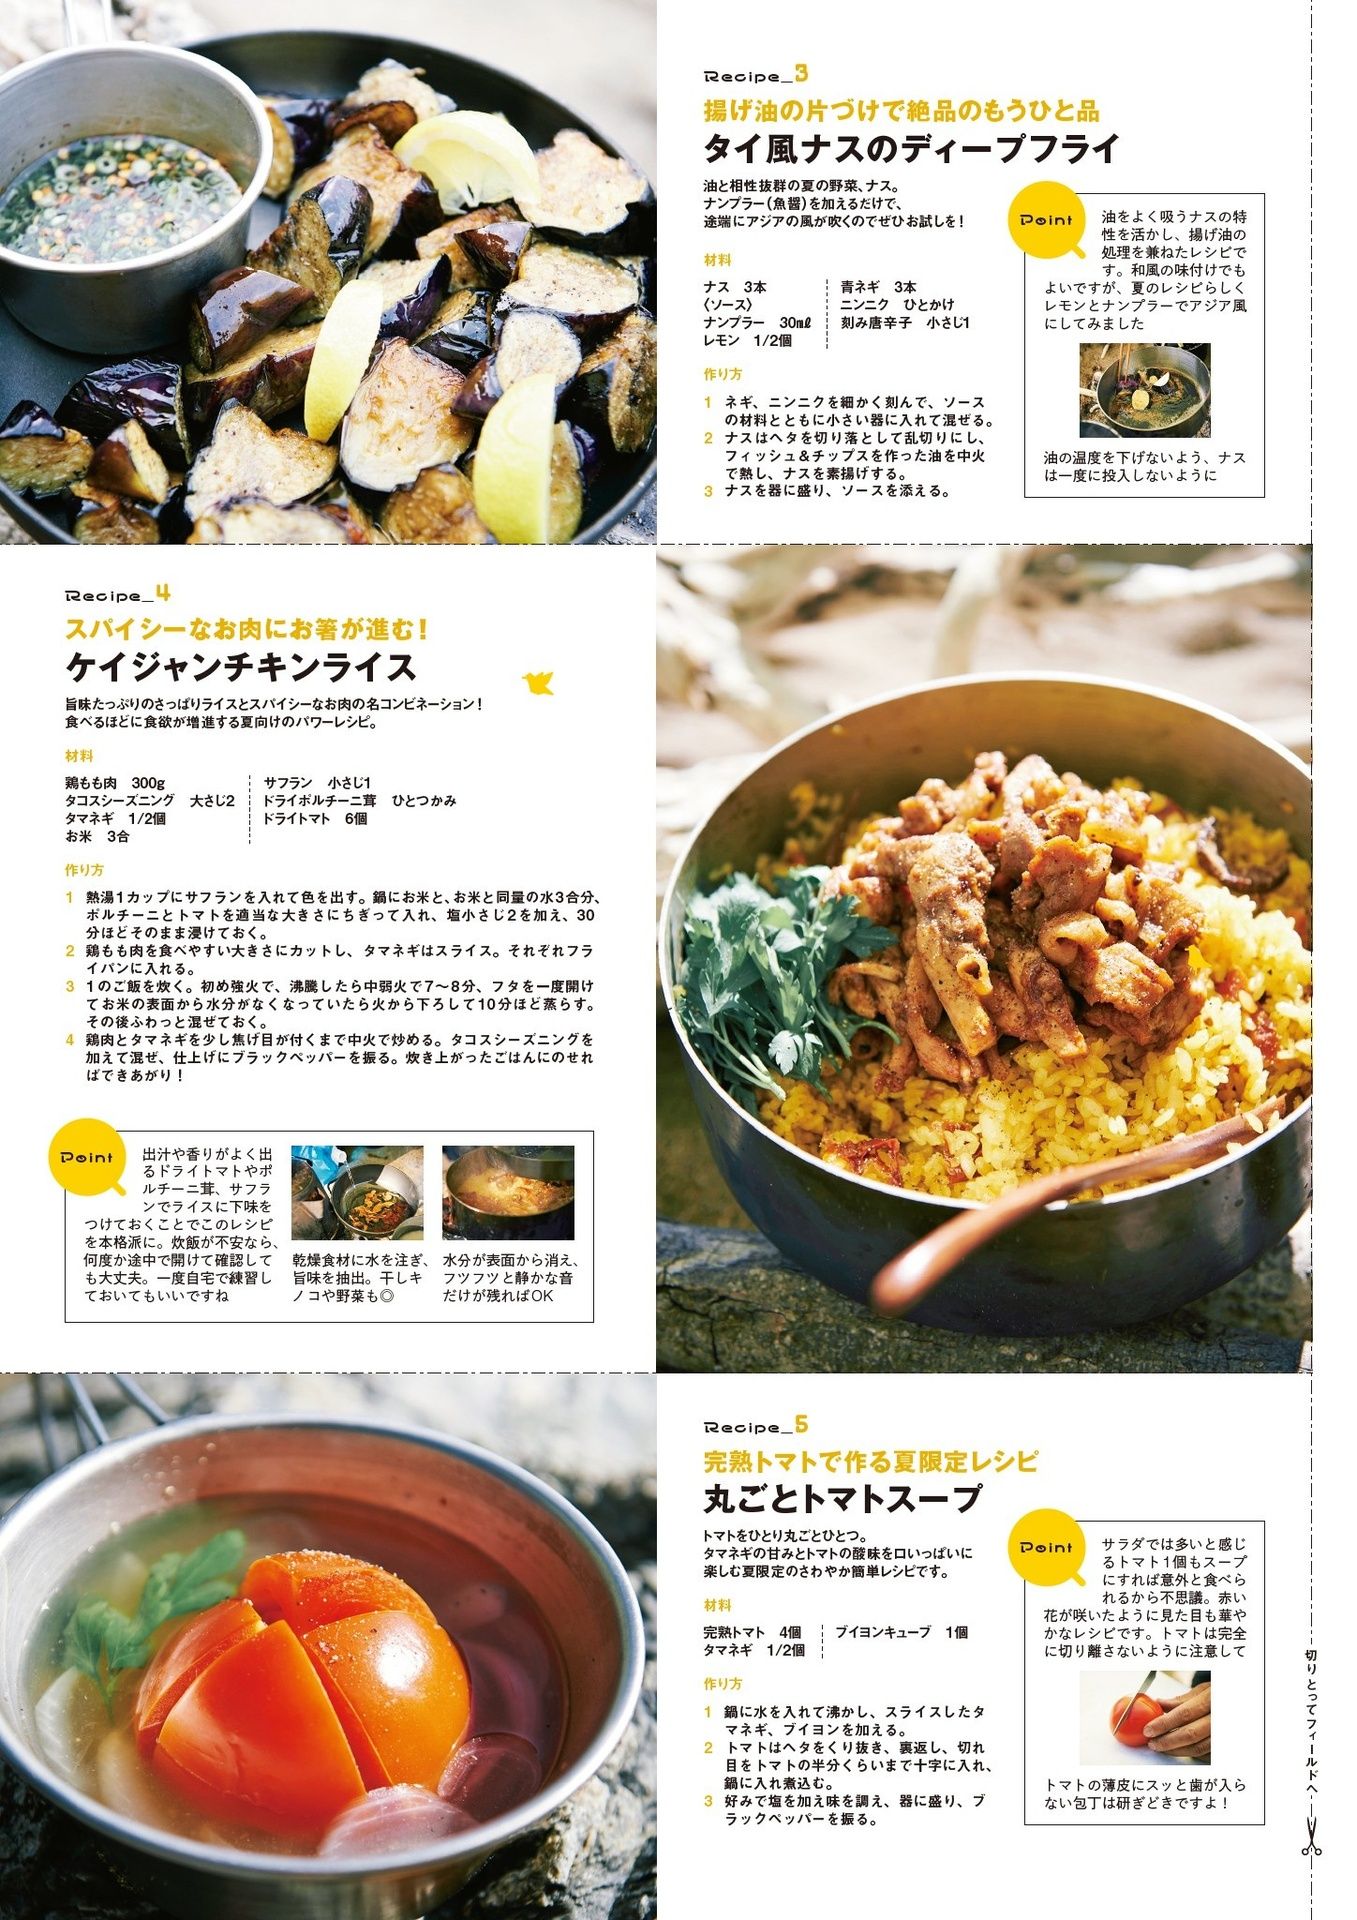 Recipe_3
揚げ油の片づけで絶品のもうひと品
タイ風ナスのディープフライ
油と相性抜群の夏の野菜、ナス。
ナンプラー（魚醤）を加えるだけで、
途端にアジアの風が吹くのでぜひお試しを！
材料
ナス　3本
〈ソース〉
ナンプラー　30㎖
レモン　1/2個
青ネギ　3本
ニンニク　ひとかけ
刻み唐辛子　小さじ1
作り方
1 ネギ、ニンニクを細かく刻んで、ソース
の材料とともに小さい器に入れて混ぜる。
2 ナスはヘタを切り落として乱切りにし、
フィッシュ&チップスを作った油を中火
で熱し、ナスを素揚げする。
3 ナスを器に盛り、ソースを添える。
Point
油をよく吸うナスの特
性を活かし、揚げ油の
処理を兼ねたレシピで
す。和風の味付けでも
よいですが、夏のレシピらしく
レモンとナンプラーでアジア風
にしてみました
油の温度を下げないよう、ナス
は一度に投入しないように
Recipe_4
スパイシーなお肉にお箸が進む！
ケイジャンチキンライス
旨味たっぷりのさっぱりライスとスパイシーなお肉の名コンビネーション！
食べるほどに食欲が増進する夏向けのパワーレシピ。
材料
鶏もも肉　300g
タコスシーズニング　大さじ2
タマネギ　1/2個
お米　3合
サフラン　小さじ1
ドライポルチーニ茸　ひとつかみ
ドライトマト　6個
作り方
1 熱湯1カップにサフランを入れて色を出す。鍋にお米と、お米と同量の水3合分、
ポルチーニとトマトを適当な大きさにちぎって入れ、塩小さじ2を加え、30
分ほどそのまま浸けておく。
2 鶏もも肉を食べやすい大きさにカットし、タマネギはスライス。それぞれフラ
イパンに入れる。
3 1のご飯を炊く。初め強火で、沸騰したら中弱火で7〜8分、フタを一度開け
てお米の表面から水分がなくなっていたら火から下ろして10分ほど蒸らす。
その後ふわっと混ぜておく。
4 鶏肉とタマネギを少し焦げ目が付くまで中火で炒める。タコスシーズニングを
加えて混ぜ、仕上げにブラックペッパーを振る。炊き上がったごはんにのせれ
ばできあがり！
Point
出汁や香りがよく出
るドライトマトやポ
ルチーニ茸、サフラ
ンでライスに下味を
つけておくことでこのレシピ
を本格派に。炊飯が不安なら、
何度か途中で開けて確認して
も大丈夫。一度自宅で練習し
ておいてもいいですね
乾燥食材に水を注ぎ、
旨味を抽出。干しキ
ノコや野菜も◎
水分が表面から消え、
フツフツと静かな音
だけが残ればOK
Recipe_5
完熟トマトで作る夏限定レシピ
丸ごとトマトスープ
トマトをひとり丸ごとひとつ。
タマネギの甘みとトマトの酸味を口いっぱいに
楽しむ夏限定のさわやか簡単レシピです。
材料
完熟トマト　4個
タマネギ　1/2個
ブイヨンキューブ　1個
作り方
1 鍋に水を入れて沸かし、スライスしたタ
マネギ、ブイヨンを加える。
2 トマトはヘタをくり抜き、裏返し、切れ
目をトマトの半分くらいまで十字に入れ、
鍋に入れ煮込む。
3 好みで塩を加え味を調え、器に盛り、ブ
ラックペッパーを振る。
Point
サラダでは多いと感じ
るトマト1個もスープ
にすれば意外と食べら
れるから不思議。赤い
花が咲いたように見た目も華や
かなレシピです。トマトは完全
に切り離さないように注意して
トマトの薄皮にスッと歯が入ら
ない包丁は研ぎどきですよ！
切りとってフィールドへ